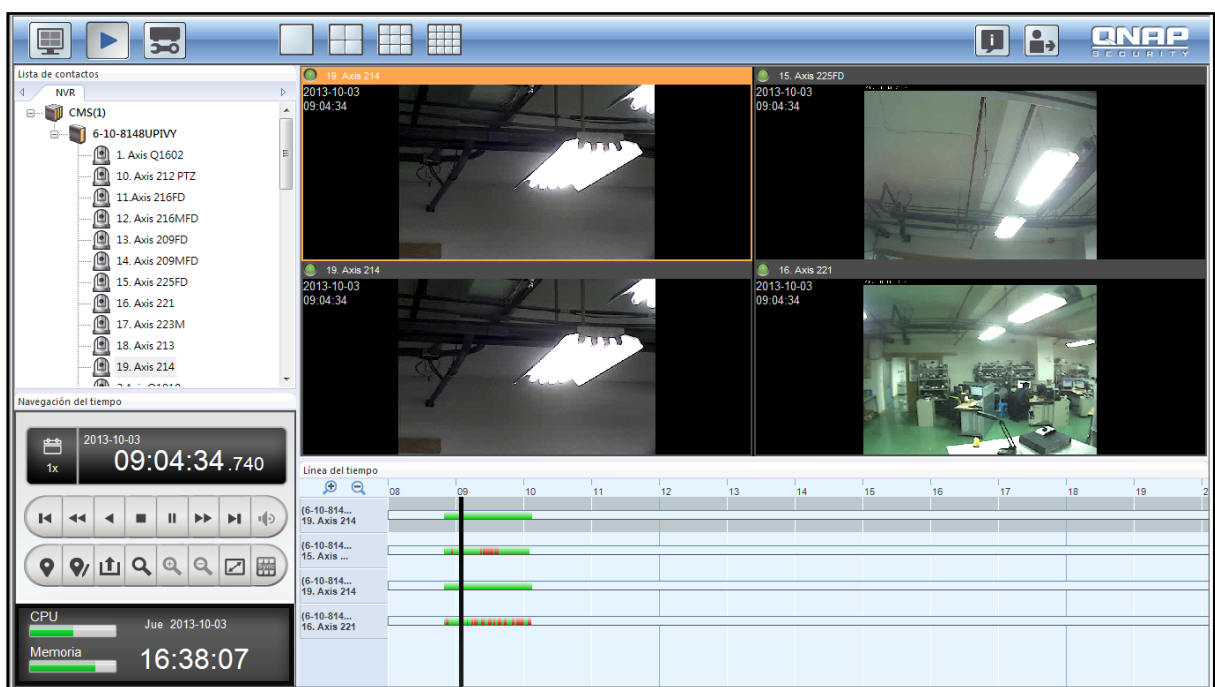 QNAP
SECURITY
Lista de contactos
NVR
CMS(1)
6-10-8148UPIVY
1. Axis Q1602
10. Axis 212 PTZ
11.Axis 216FD
12. Axis 216MFD
13. Axis 209FD
14. Axis 209MFD
15. Axis 225FD
16. Axis 221
17. Axis 223M
18. Axis 213
19. Axis 214
19. Axis 214
2013-10-03
09:04:34
15. Axis 225FD
2013-10-03
09:04:34
19. Axis 214
2013-10-03
09:04:34
16. Axis 221
2013-10-03
09:04:34
Navegación del tiempo
2013-10-03
1x
09:04:34.740
CPU
Jue 2013-10-03
Memoria
16:38:07
Línea del tiempo
08 09 10 11 12 13 14 15 16 17 18 19 2
(6-10-814...
19. Axis 214
(6-10-814...
15. Axis ...
(6-10-814...
19. Axis 214
(6-10-814...
16. Axis 221